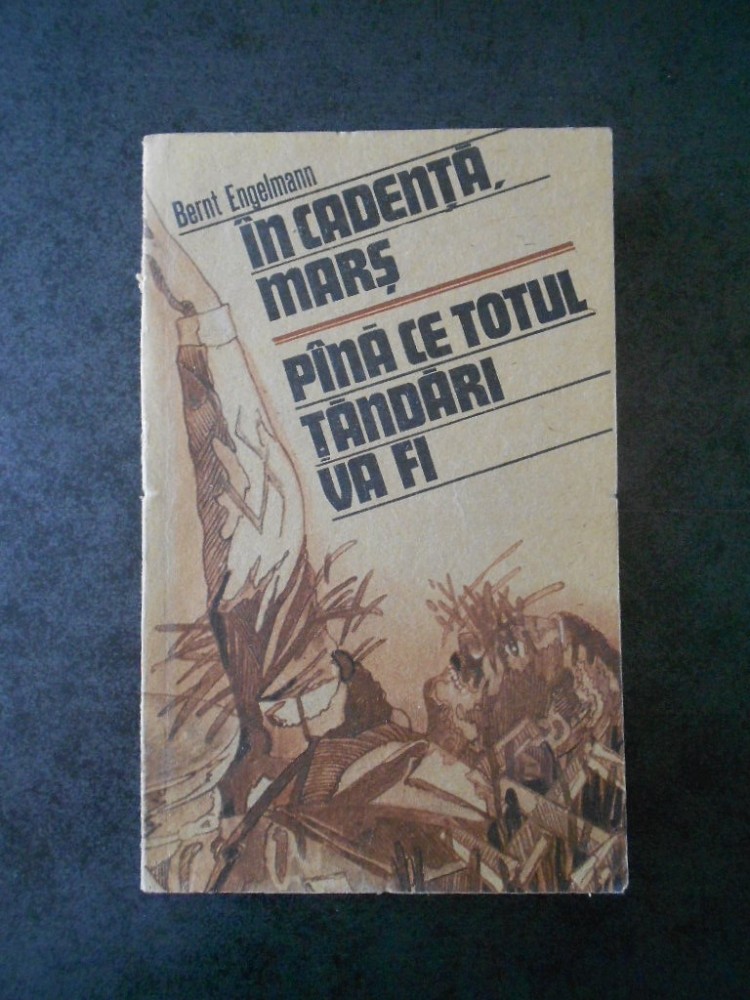 Bernt Engelmann
ÎN CADENȚĂ,
MARȘ
PÎNĂ CE TOTUL
ȚĂNDĂRI
VA FI